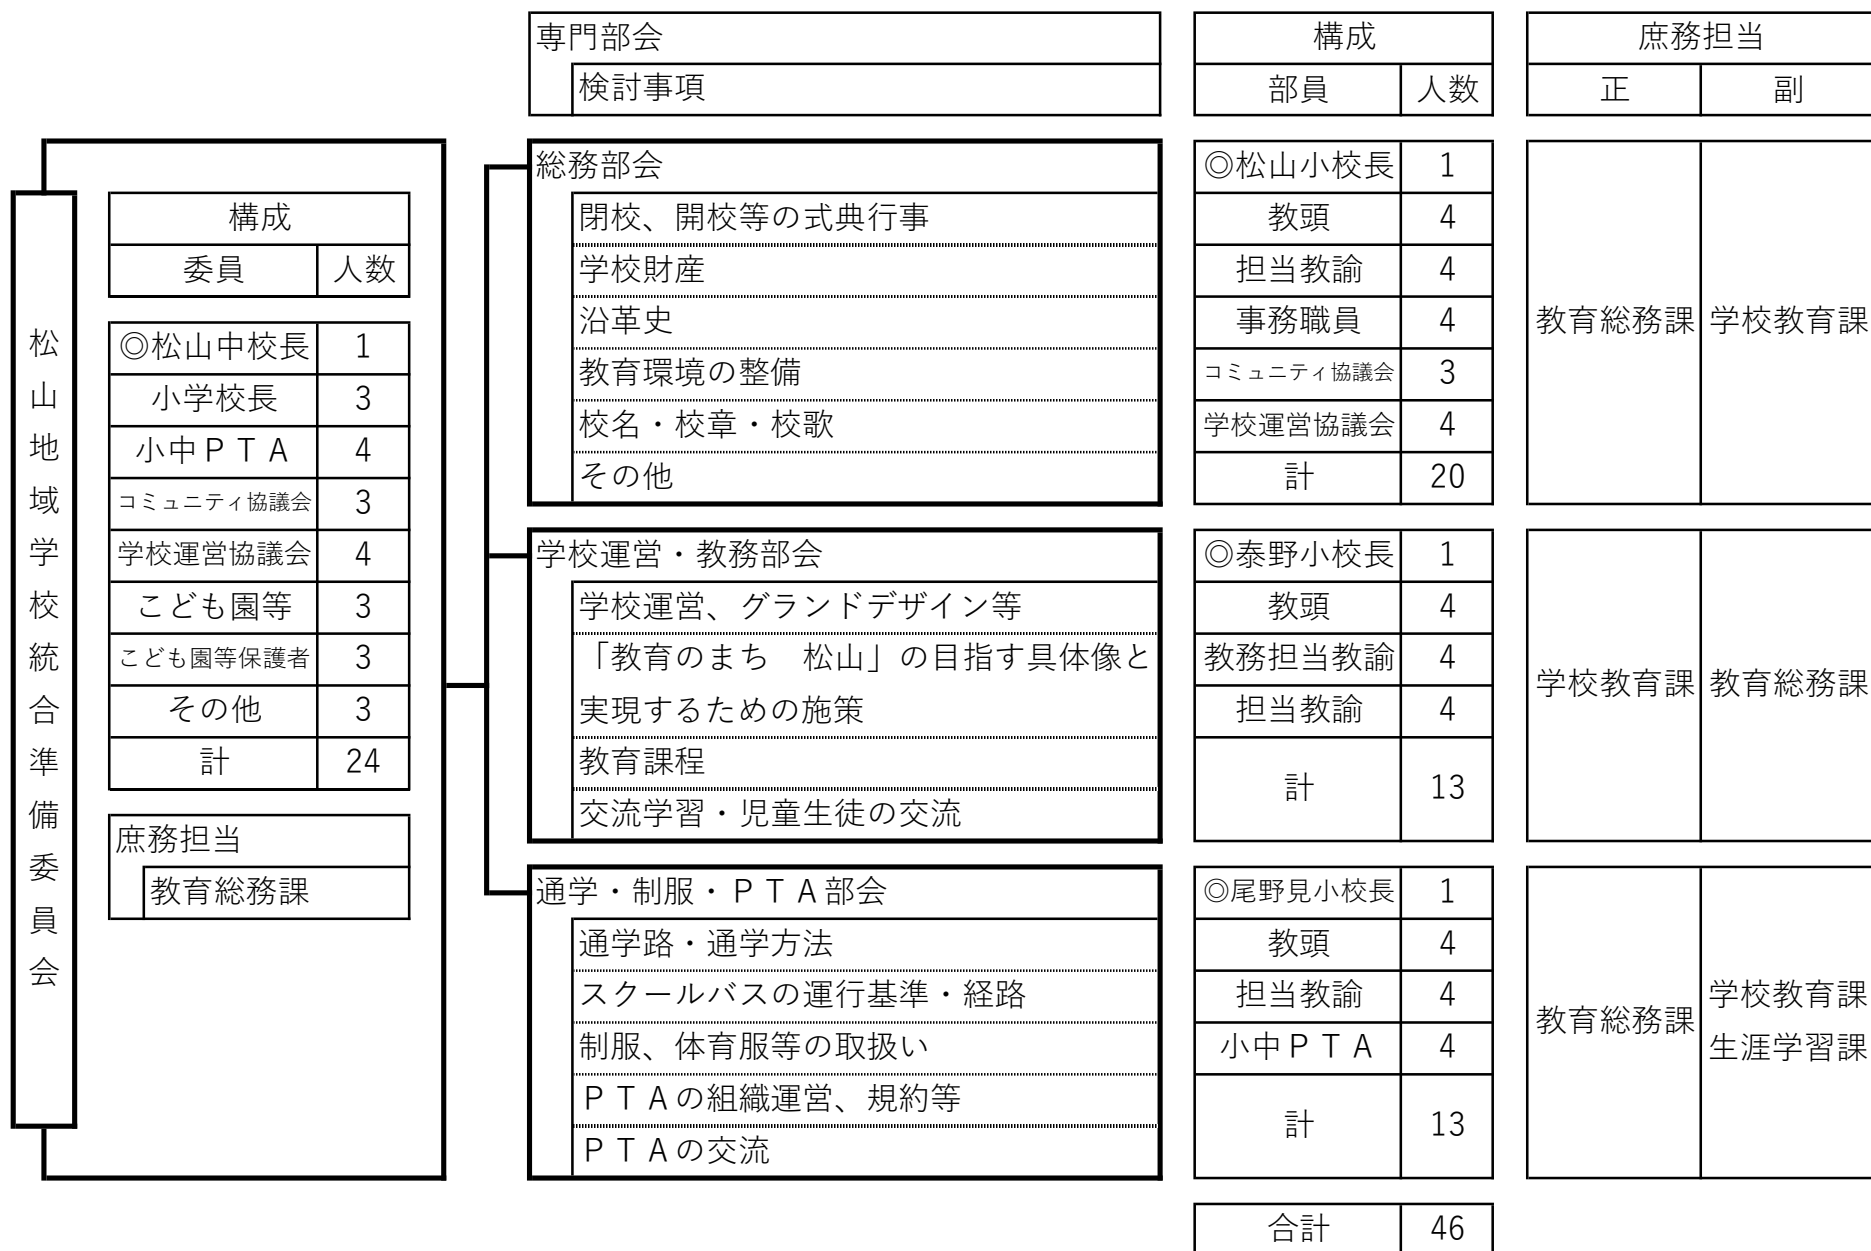 専門部会
検討事項
構成
部員 人数
庶務担当
正 副
松山地域学校統合準備委員会
構成
委員 人数
◎松山中校長 1
小学校長 3
小中ＰＴＡ 4
コミュニティ協議会 3
学校運営協議会 4
こども園等 3
こども園等保護者 3
その他 3
計 24
庶務担当
教育総務課
総務部会
閉校、開校等の式典行事
学校財産
沿革史
教育環境の整備
校名・校章・校歌
その他
◎松山小校長 1
教頭 4
担当教諭 4
事務職員 4
コミュニティ協議会 3
学校運営協議会 4
計 20
教育総務課 学校教育課
学校運営・教務部会
学校運営、グランドデザイン等
「教育のまち　松山」の目指す具体像と
実現するための施策
教育課程
交流学習・児童生徒の交流
◎泰野小校長 1
教頭 4
教務担当教諭 4
担当教諭 4
計 13
学校教育課 教育総務課
通学・制服・ＰＴＡ部会
通学路・通学方法
スクールバスの運行基準・経路
制服、体育服等の取扱い
ＰＴＡの組織運営、規約等
ＰＴＡの交流
◎尾野見小校長 1
教頭 4
担当教諭 4
小中ＰＴＡ 4
計 13
教育総務課
学校教育課
生涯学習課
合計 46